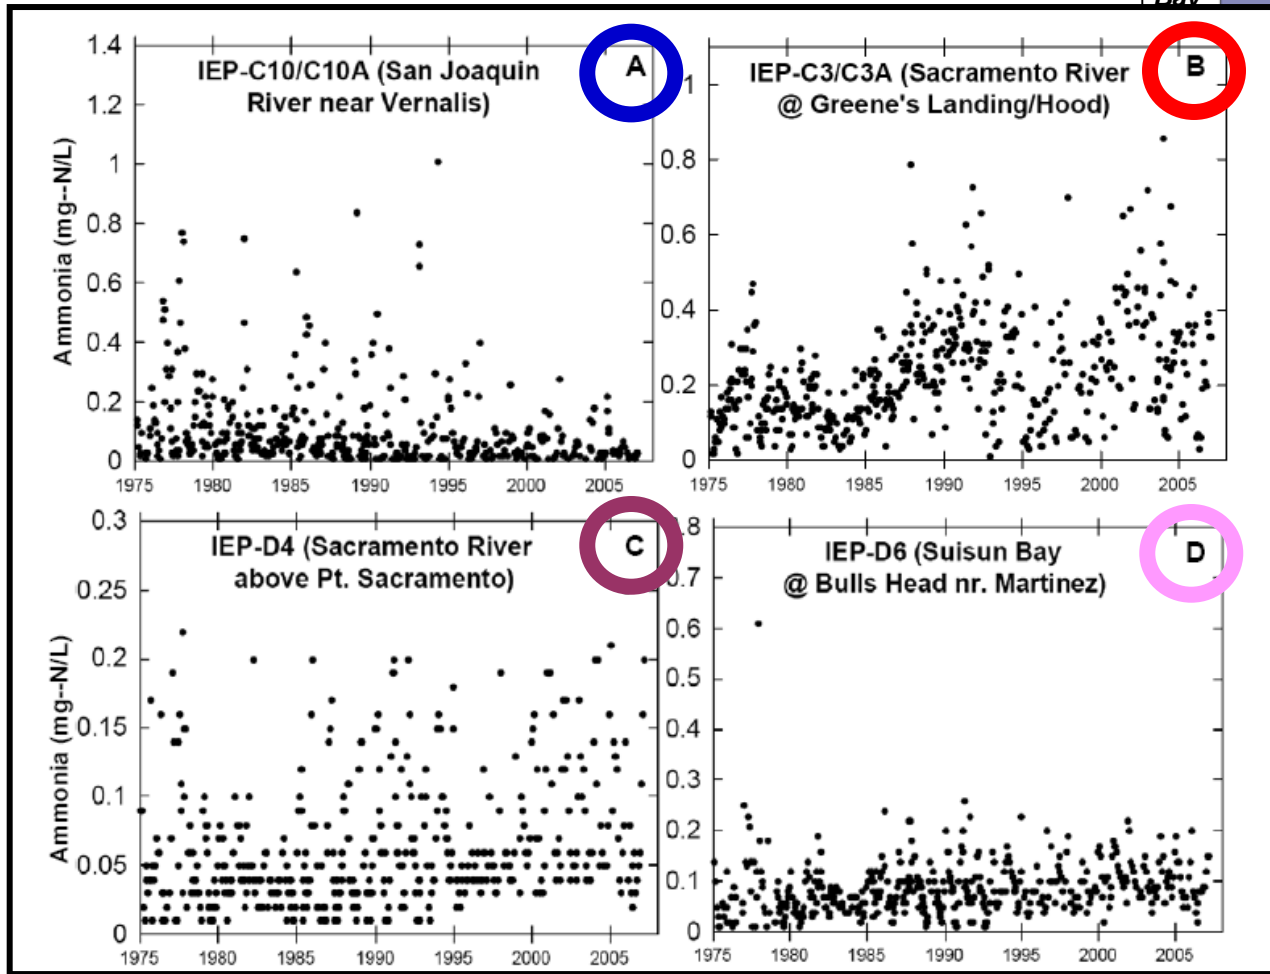 Bay
1.4
1.2
1
0.8
0.6
0.4
0.2
0
Ammonia (mg--N/L)
IEP-C10/C10A (San Joaquin
River near Vernalis)
A
1975 1980 1985 1990 1995 2000 2005
1
0.8
0.6
0.4
0.2
0
IEP-C3/C3A (Sacramento River
@ Greene's Landing/Hood)
B
1975 1980 1985 1990 1995 2000 2005
0.3
0.25
0.2
0.15
0.1
0.05
0
Ammonia (mg--N/L)
IEP-D4 (Sacramento River
above Pt. Sacramento)
C
1975 1980 1985 1990 1995 2000 2005
0.8
0.7
0.6
0.5
0.4
0.3
0.2
0.1
0
IEP-D6 (Suisun Bay
@ Bulls Head nr. Martinez)
D
1975 1980 1985 1990 1995 2000 2005